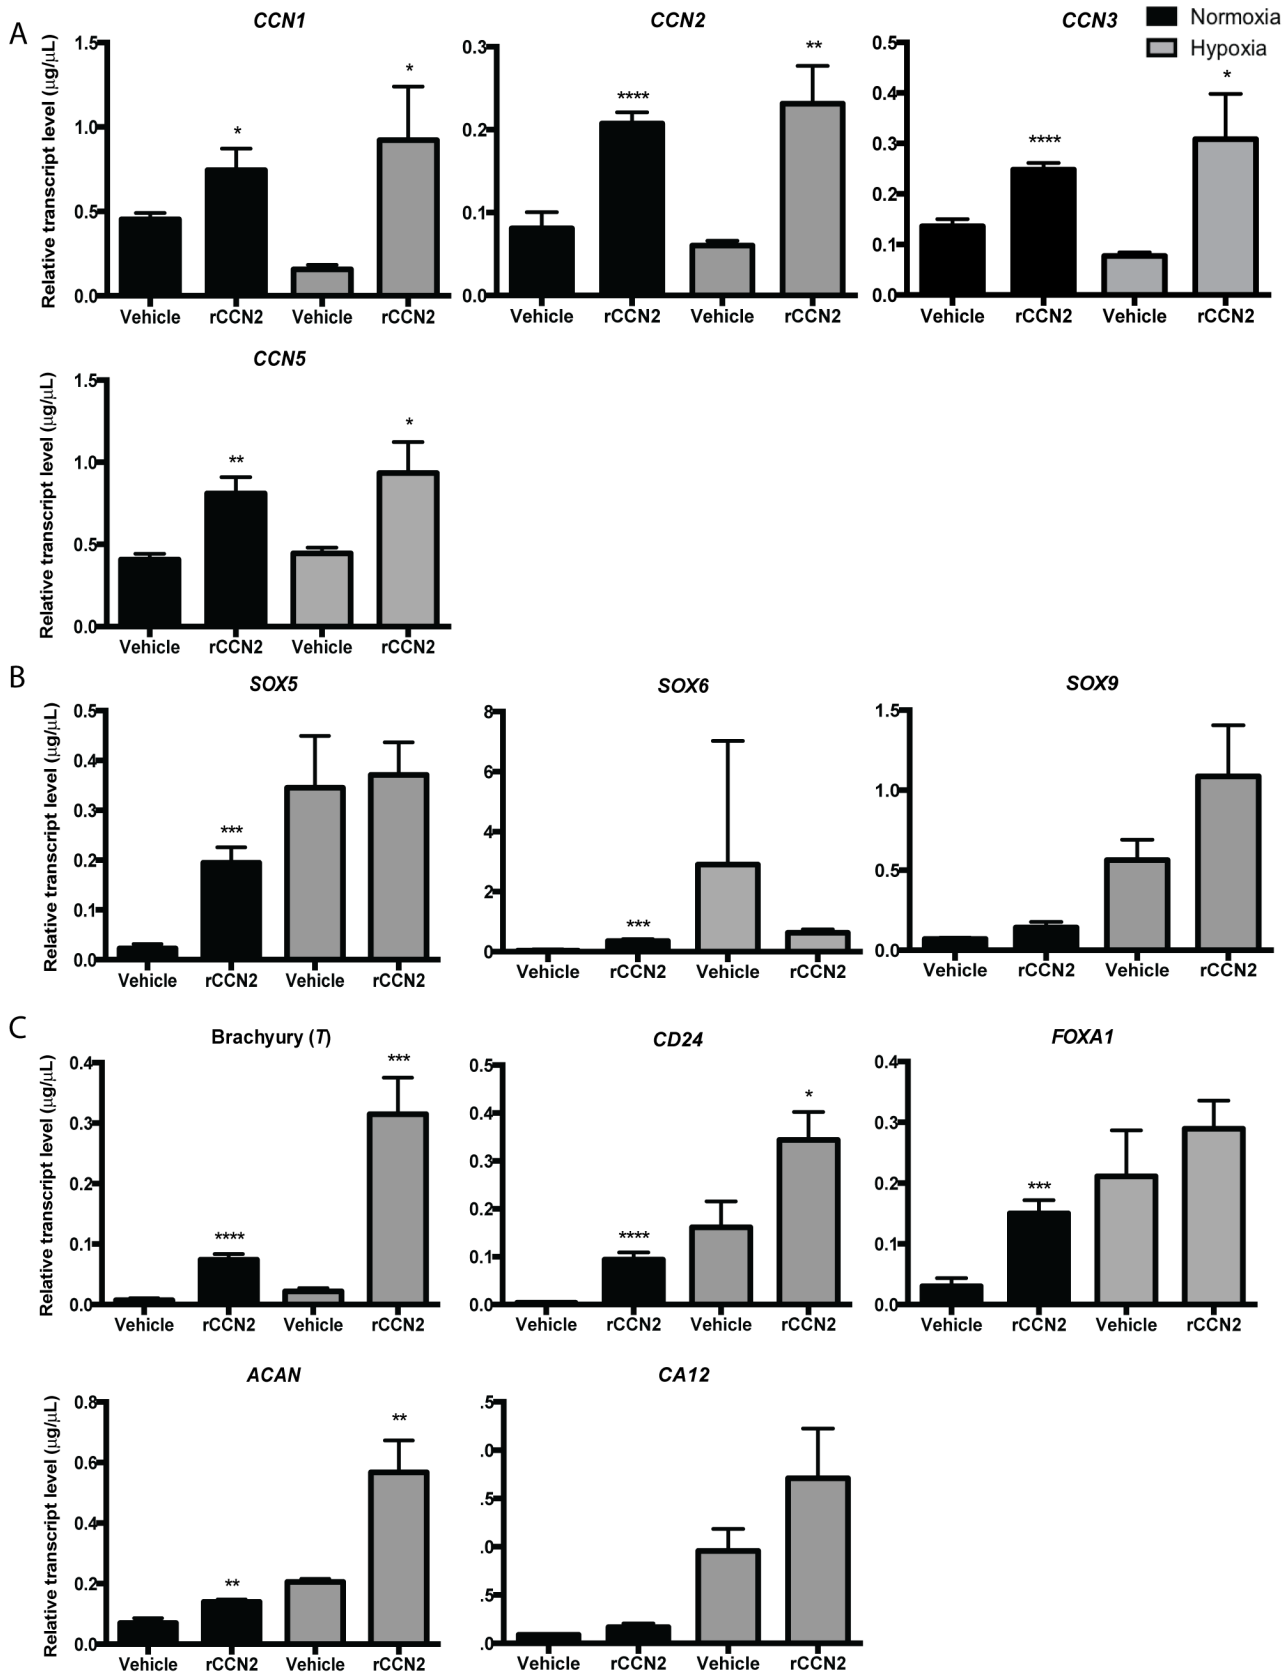 A
CCN1
CCN2
CCN3
Normoxia
Hypoxia
Relative transcript level (µg/µL)
1.5
1.0
0.5
0.0
*
*
Vehicle rCCN2 Vehicle rCCN2
0.3
0.2
0.1
0.0
****
**
Vehicle rCCN2 Vehicle rCCN2
0.5
0.4
0.3
0.2
0.1
0.0
****
*
Vehicle rCCN2 Vehicle rCCN2
CCN5
Relative transcript level (µg/µL)
1.5
1.0
0.5
0.0
**
*
Vehicle rCCN2 Vehicle rCCN2
B
SOX5
SOX6
SOX9
Relative transcript level (µg/µL)
0.5
0.4
0.3
0.2
0.1
0.0
***
Vehicle rCCN2 Vehicle rCCN2
8
6
4
2
0
***
Vehicle rCCN2 Vehicle rCCN2
1.5
1.0
0.5
0.0
Vehicle rCCN2 Vehicle rCCN2
C
Brachyury (T)
CD24
FOXA1
Relative transcript level (µg/µL)
0.4
0.3
0.2
0.1
0.0
****
***
Vehicle rCCN2 Vehicle rCCN2
0.5
0.4
0.3
0.2
0.1
0.0
****
*
Vehicle rCCN2 Vehicle rCCN2
0.4
0.3
0.2
0.1
0.0
***
Vehicle rCCN2 Vehicle rCCN2
ACAN
CA12
Relative transcript level (µg/µL)
0.8
0.6
0.4
0.2
0.0
**
**
Vehicle rCCN2 Vehicle rCCN2
.5
.0
.5
.0
.5
.0
Vehicle rCCN2 Vehicle rCCN2